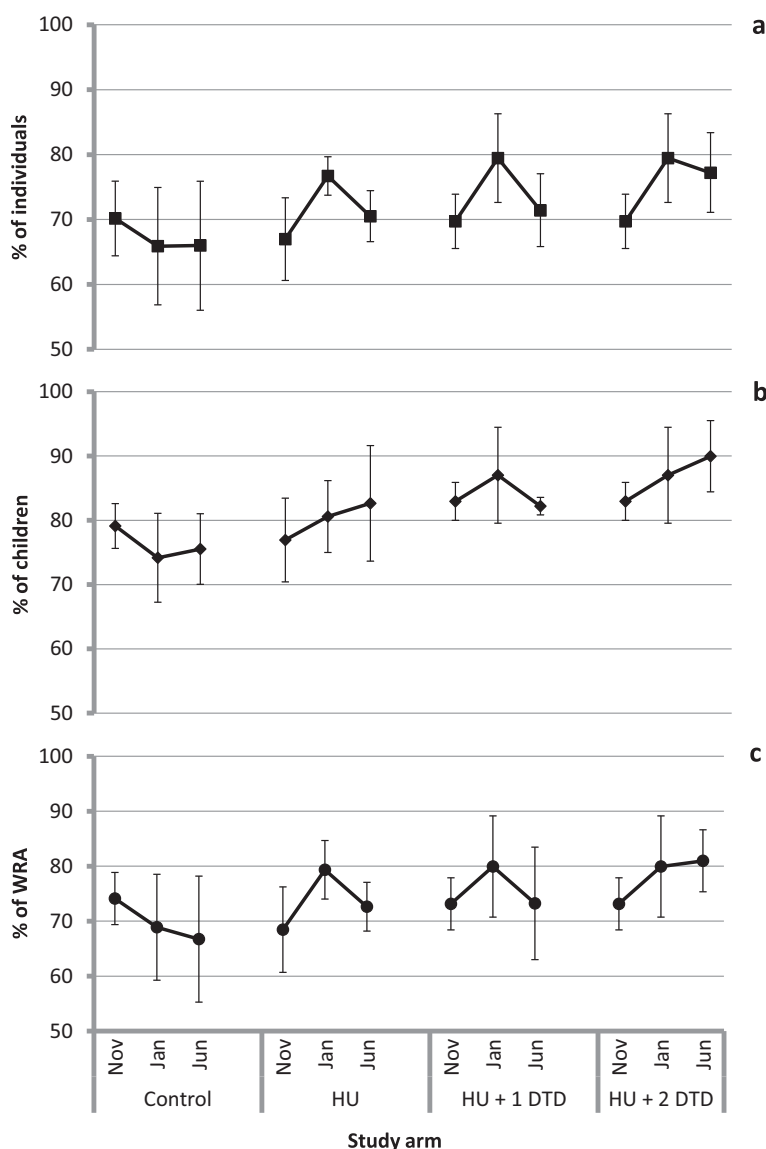 a
100
90
80
70
60
50
% of individuals
b
100
90
80
70
60
50
% of children
c
100
90
80
70
60
50
% of WRA
Nov Jan Jun Nov Jan Jun Nov Jan Jun Nov Jan Jun
Control HU HU + 1 DTD HU + 2 DTD
Study arm